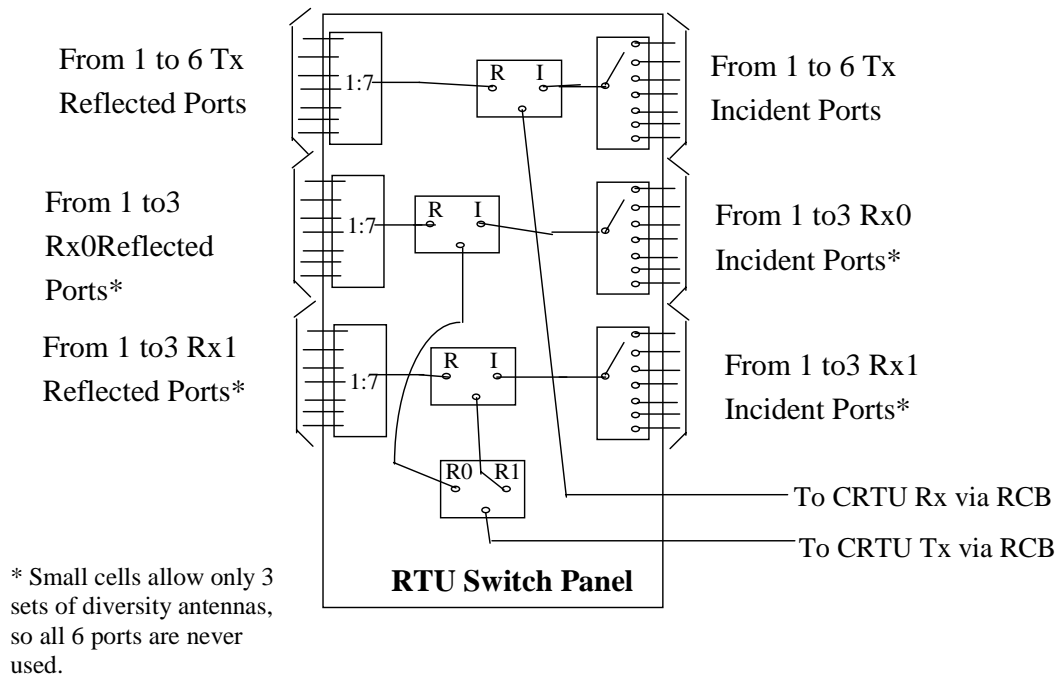 From 1 to 6 Tx
Reflected Ports
1:7
R I
From 1 to 6 Tx
Incident Ports
From 1 to3
Rx0Reflected
Ports*
1:7
R I
From 1 to3 Rx0
Incident Ports*
From 1 to3 Rx1
Reflected Ports*
1:7
R I
From 1 to3 Rx1
Incident Ports*
R0 R1
To CRTU Rx via RCB
To CRTU Tx via RCB
RTU Switch Panel
* Small cells allow only 3
sets of diversity antennas,
so all 6 ports are never
used.